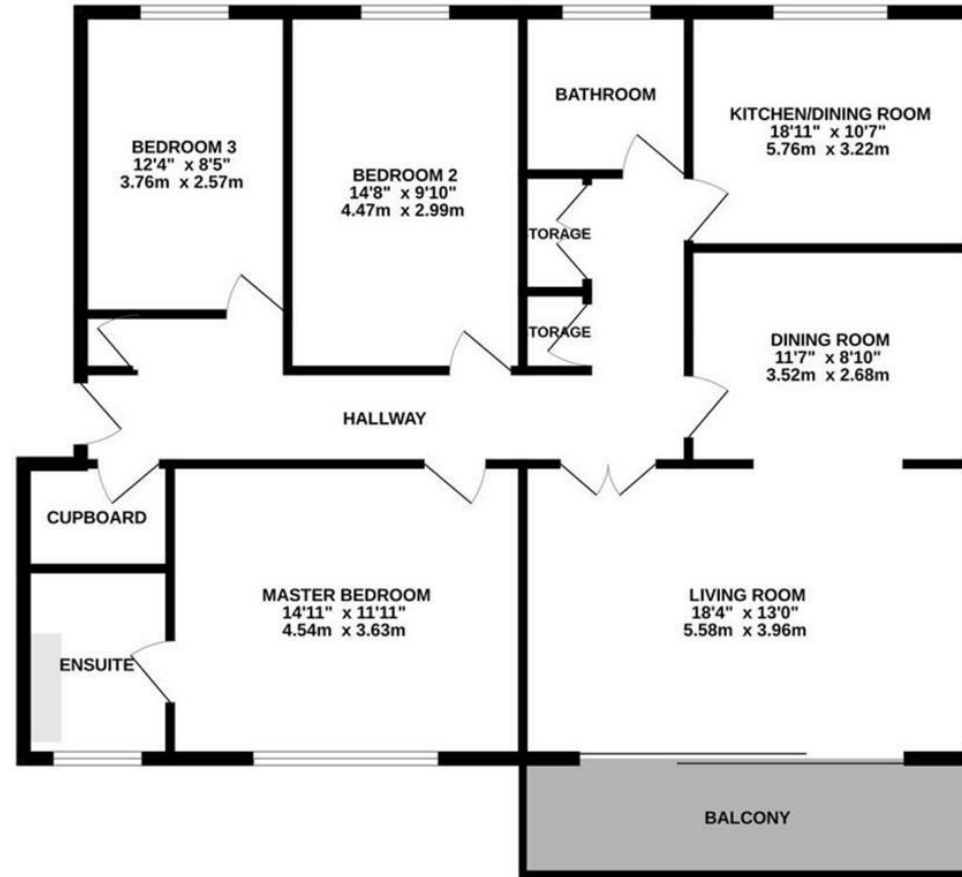 BEDROOM 3
12'4" x 8'5"
3.76m x 2.57m
BEDROOM 2
14'8" x 9'10"
4.47m x 2.99m
BATHROOM
KITCHEN/DINING ROOM
18'11" x 10'7"
5.76m x 3.22m
TORAGE
TORAGE
DINING ROOM
11'7" x 8'10"
3.52m x 2.68m
HALLWAY
CUPBOARD
ENSUITE
MASTER BEDROOM
14'11" x 11'11"
4.54m x 3.63m
LIVING ROOM
18'4" x 13'0"
5.58m x 3.96m
BALCONY